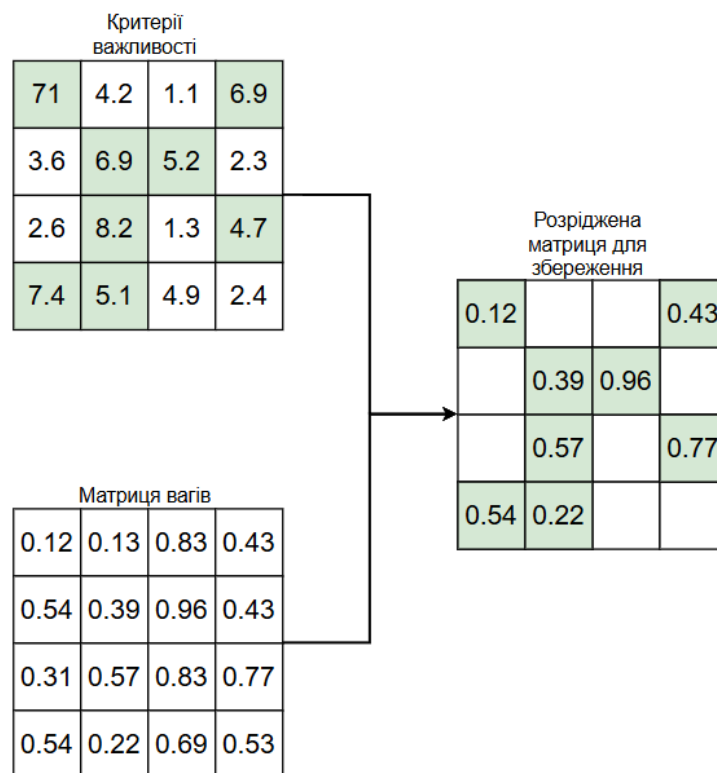 Критерії
важливості
71 4.2 1.1 6.9
3.6 6.9 5.2 2.3
2.6 8.2 1.3 4.7
7.4 5.1 4.9 2.4
Матриця вагів
0.12 0.13 0.83 0.43
0.54 0.39 0.96 0.43
0.31 0.57 0.83 0.77
0.54 0.22 0.69 0.53
Розріджена
матриця для
збереження
0.12 0.43
0.39 0.96
0.57 0.77
0.54 0.22